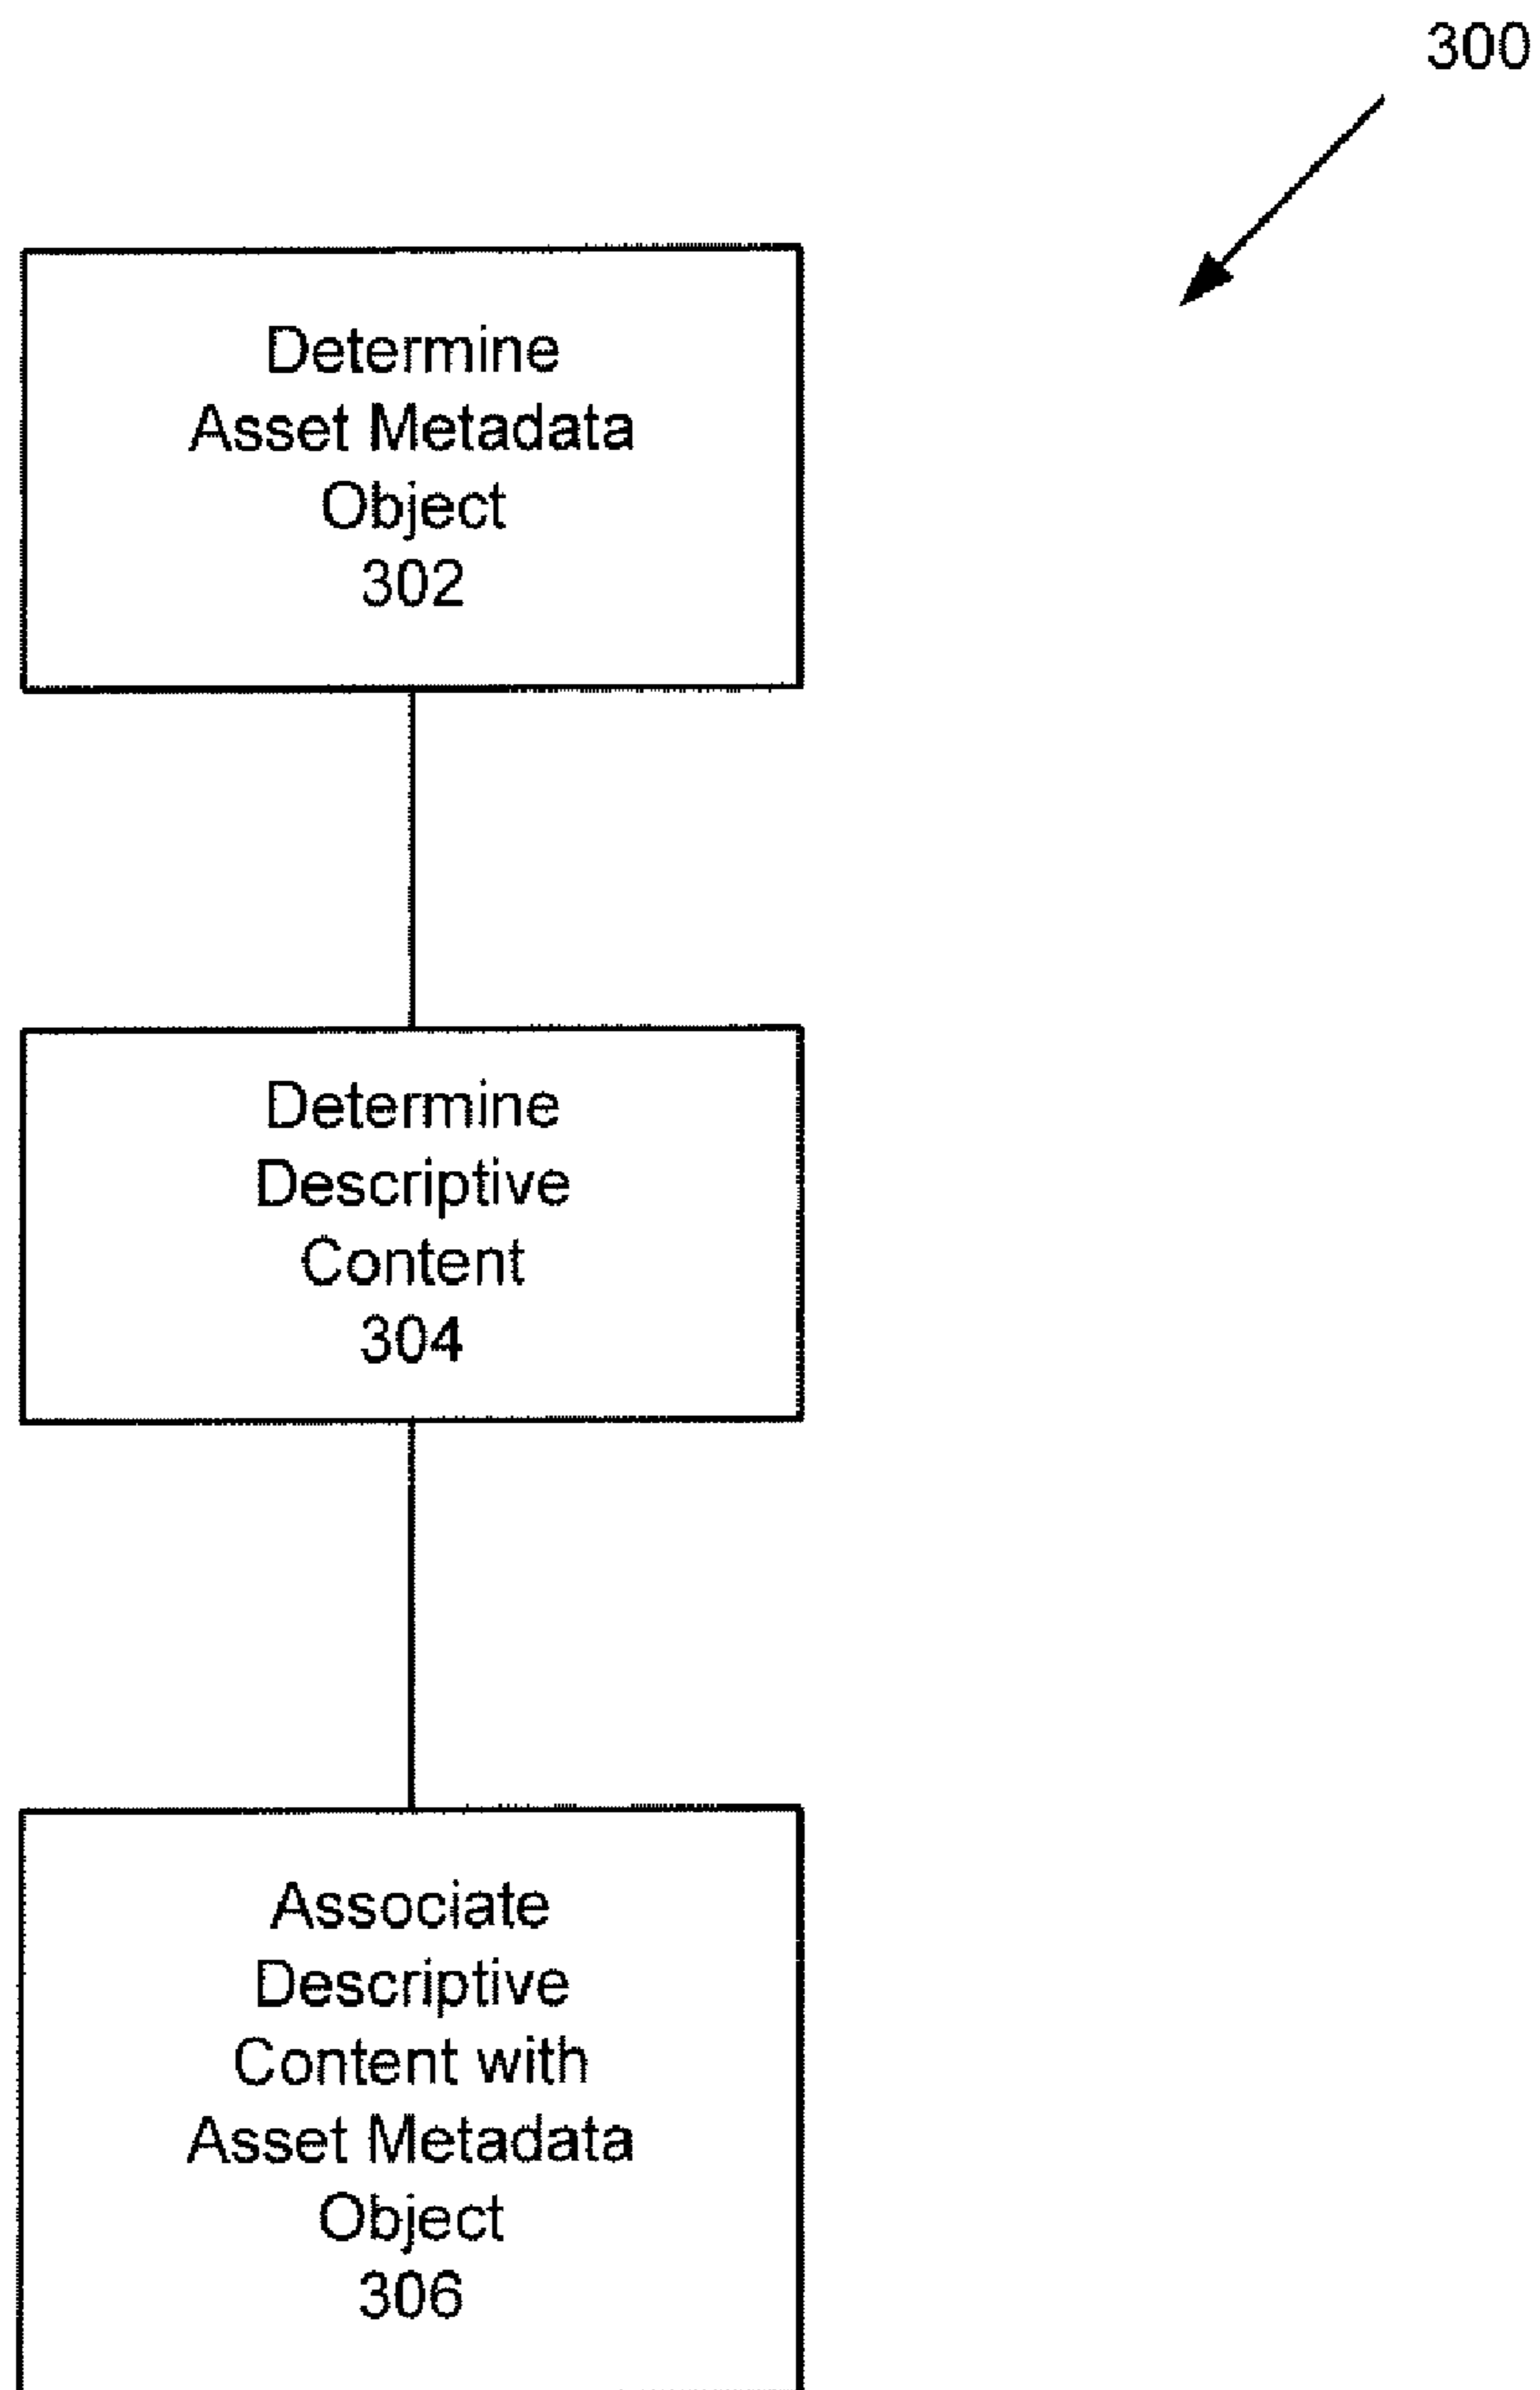 300
Determine
Asset Metadata
Object
302
Determine
Descriptive
Content
304
Associate
Descriptive
Content with
Asset Metadata
Object
306